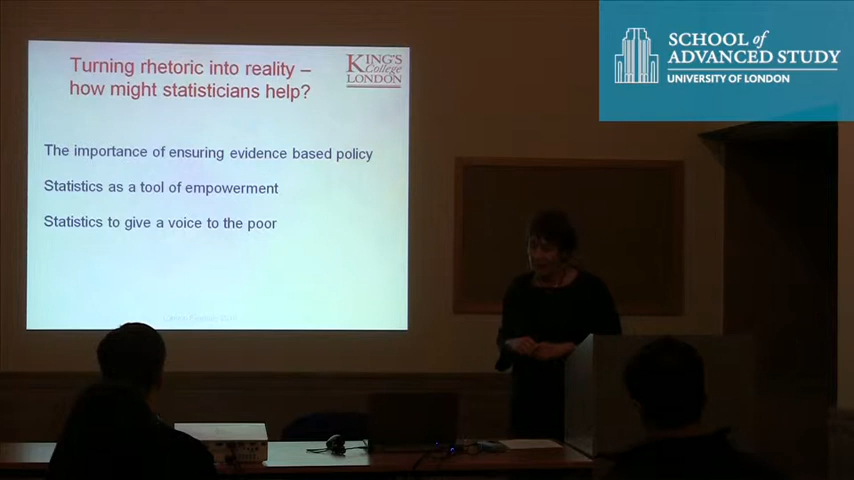 Turning rhetoric into reality –
how might statisticians help?
KING'S
College
LONDON
The importance of ensuring evidence based policy
Statistics as a tool of empowerment
Statistics to give a voice to the poor
SCHOOL of
ADVANCED STUDY
UNIVERSITY OF LONDON